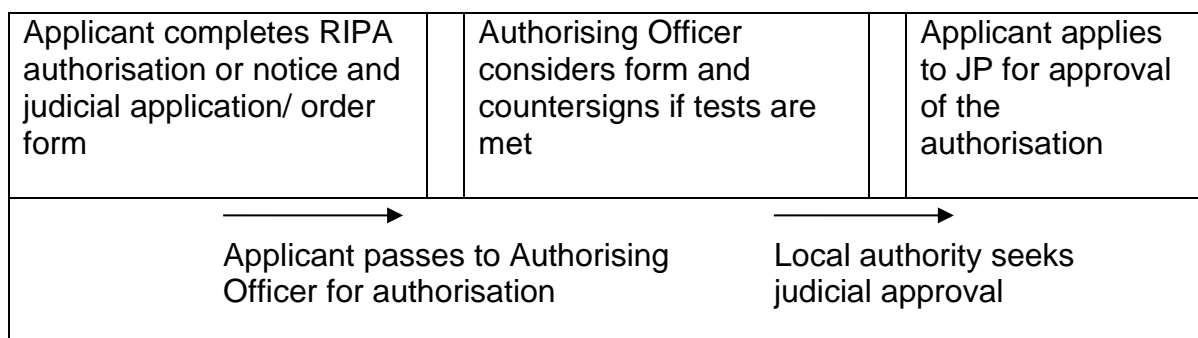 Applicant completes RIPA
authorisation or notice and
judicial application/ order
form
Authorising Officer
considers form and
countersigns if tests are
met
Applicant applies
to JP for approval
of the
authorisation
Applicant passes to Authorising
Officer for authorisation
Local authority seeks
judicial approval